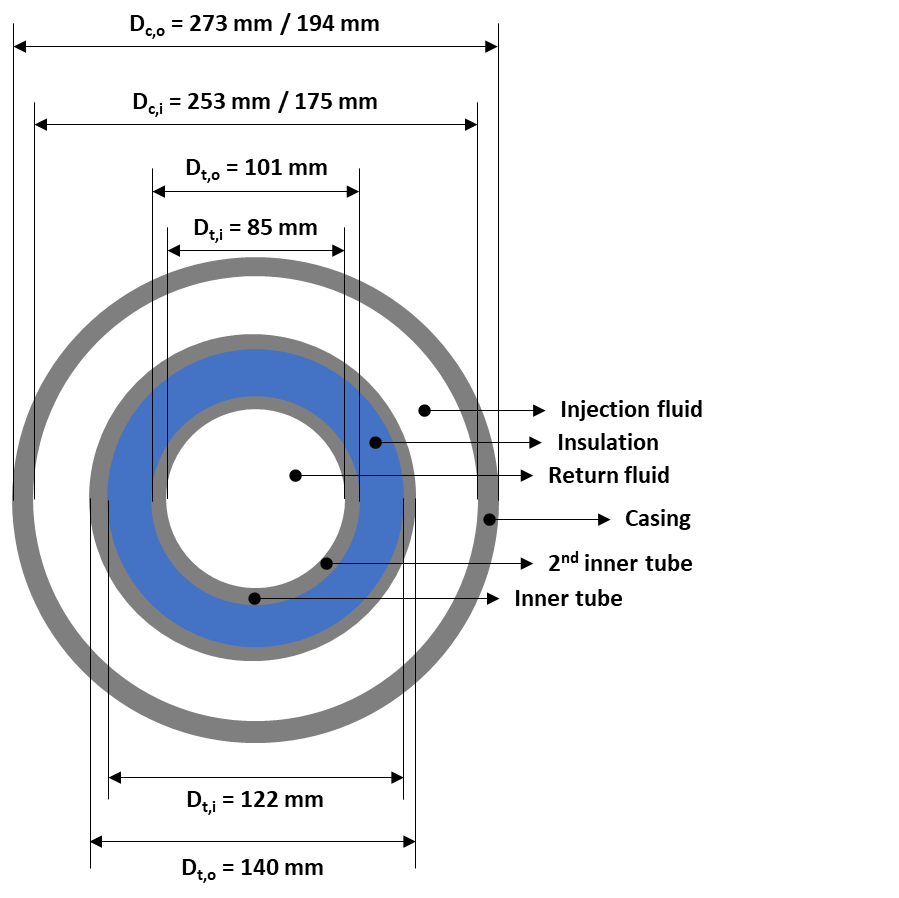 D_c,o = 273 mm / 194 mm
D_c,i = 253 mm / 175 mm
D_t,o = 101 mm
D_t,i = 85 mm
Injection fluid
Insulation
Return fluid
Casing
2nd inner tube
Inner tube
D_t,i = 122 mm
D_t,o = 140 mm